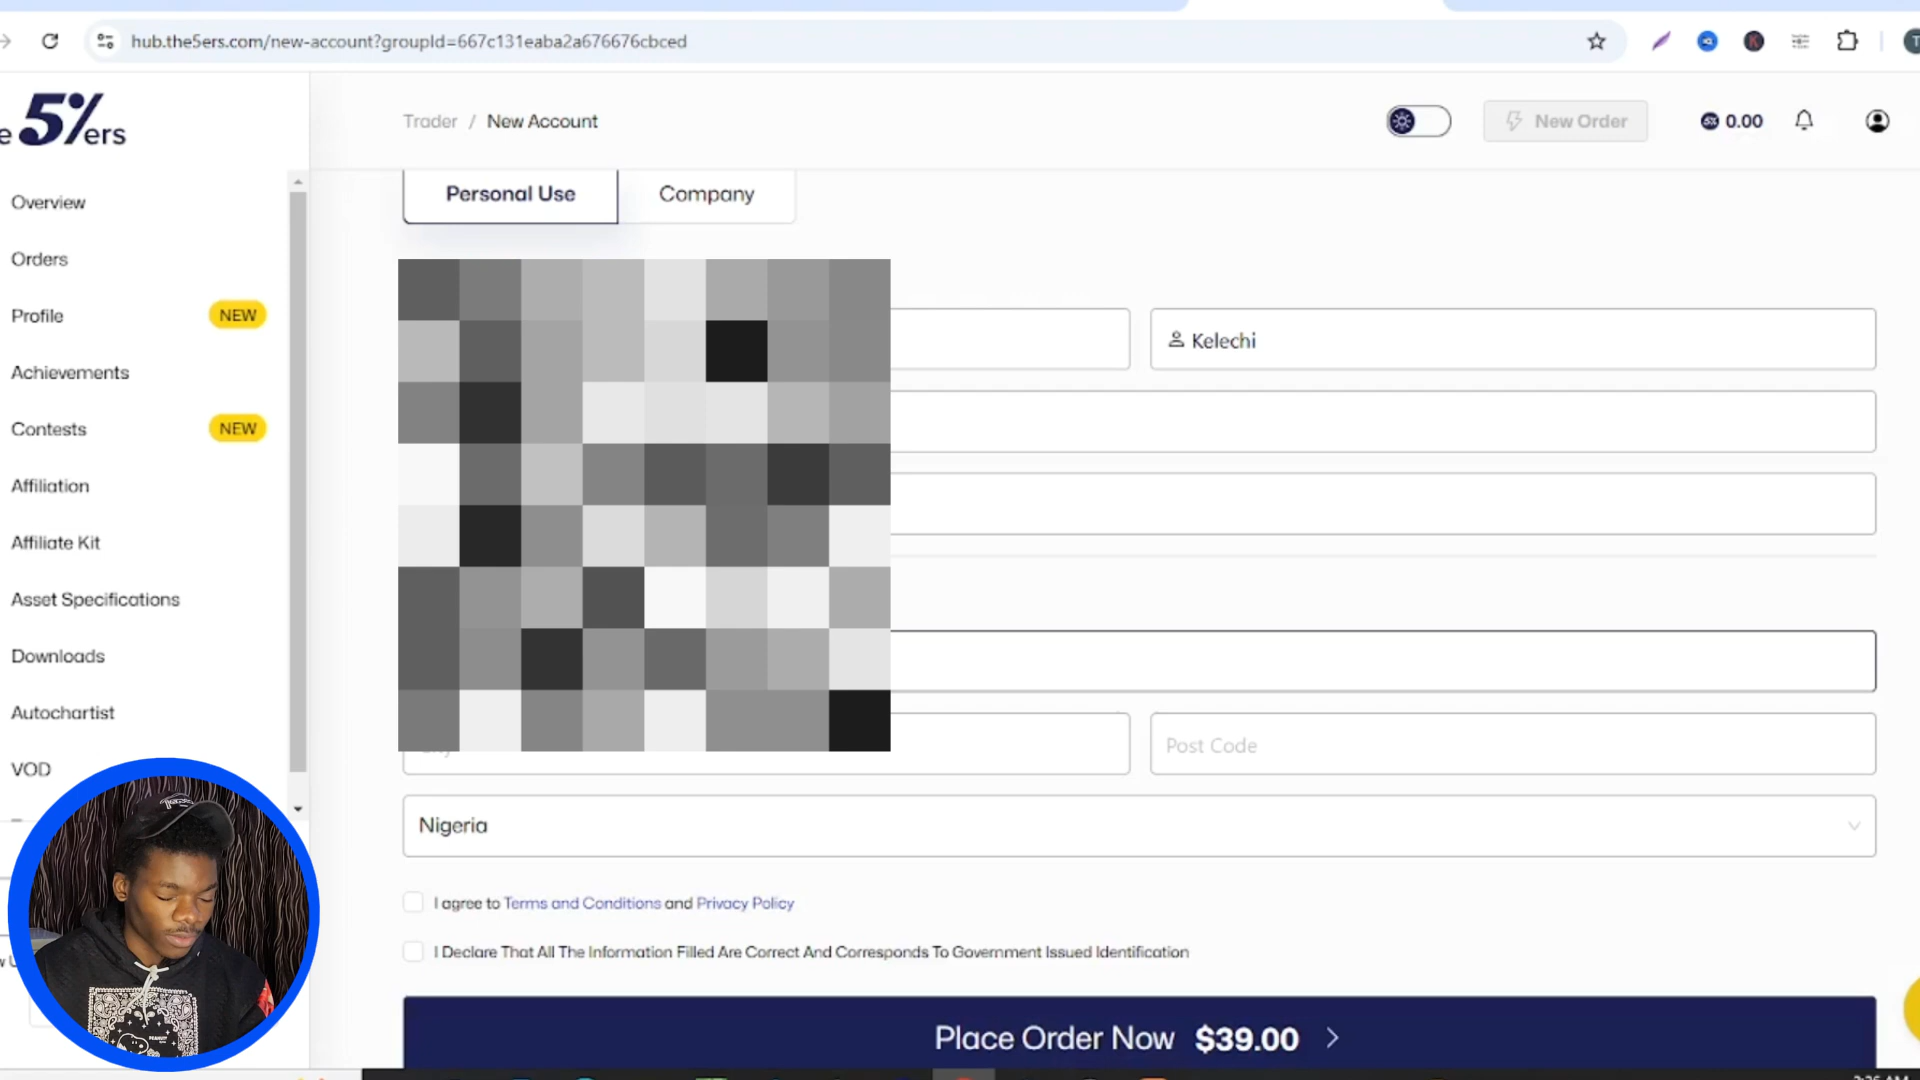 hub.the5ers.com/new-account?groupId=667c131eaba2a676676cbced
e 5%ers
Trader / New Account
New Order
0.00
Overview
Orders
Profile NEW
Achievements
Contests NEW
Affiliation
Affiliate Kit
Asset Specifications
Downloads
Autochartist
VOD
Personal Use
Company
Kelechi
Post Code
Nigeria
I agree to Terms and Conditions and Privacy Policy
I Declare That All The Information Filled Are Correct And Corresponds To Government Issued Identification
Place Order Now $39.00